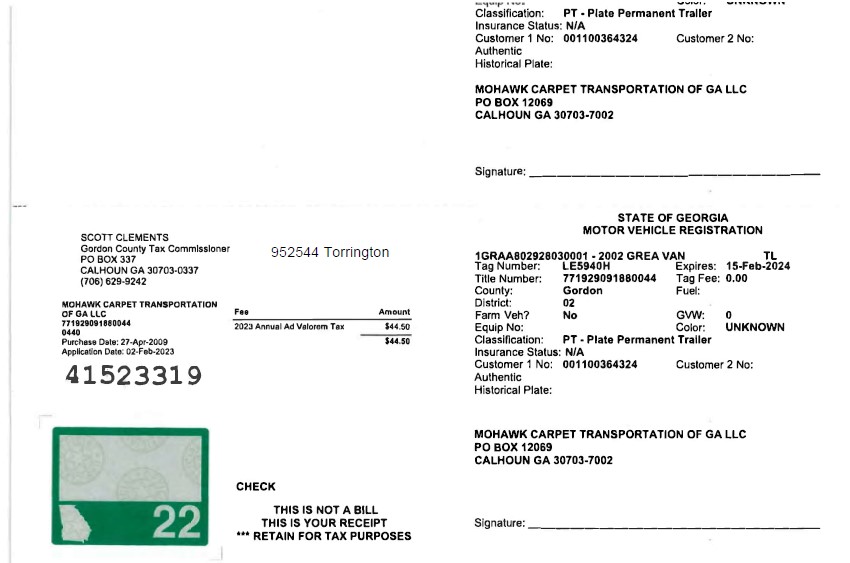 Classification: PT - Plate Permanent Trailer
Insurance Status: N/A
Customer 1 No: 001100364324 Customer 2 No:
Authentic
Historical Plate:
MOHAWK CARPET TRANSPORTATION OF GA LLC
PO BOX 12069
CALHOUN GA 30703-7002
Signature:
SCOTT CLEMENTS
Gordon County Tax Commissioner
PO BOX 337
CALHOUN GA 30703-0337
(706) 629-9242
952544 Torrington
MOHAWK CARPET TRANSPORTATION
OF GA LLC
771929091880044
0440
Purchase Date: 27-Apr-2009
Application Date: 02-Feb-2023
41523319
Fee Amount
2023 Annual Ad Valorem Tax $44.50
$44.50
22
CHECK
THIS IS NOT A BILL
THIS IS YOUR RECEIPT
*** RETAIN FOR TAX PURPOSES
STATE OF GEORGIA
MOTOR VEHICLE REGISTRATION
1GRAA802928030001 - 2002 GREA VAN TL
Tag Number: LE5940H Expires: 15-Feb-2024
Title Number: 771929091880044 Tag Fee: 0.00
County: Gordon Fuel:
District: 02
Farm Veh? No GVW: 0
Equip No: Color: UNKNOWN
Classification: PT - Plate Permanent Trailer
Insurance Status: N/A
Customer 1 No: 001100364324 Customer 2 No:
Authentic
Historical Plate:
MOHAWK CARPET TRANSPORTATION OF GA LLC
PO BOX 12069
CALHOUN GA 30703-7002
Signature: